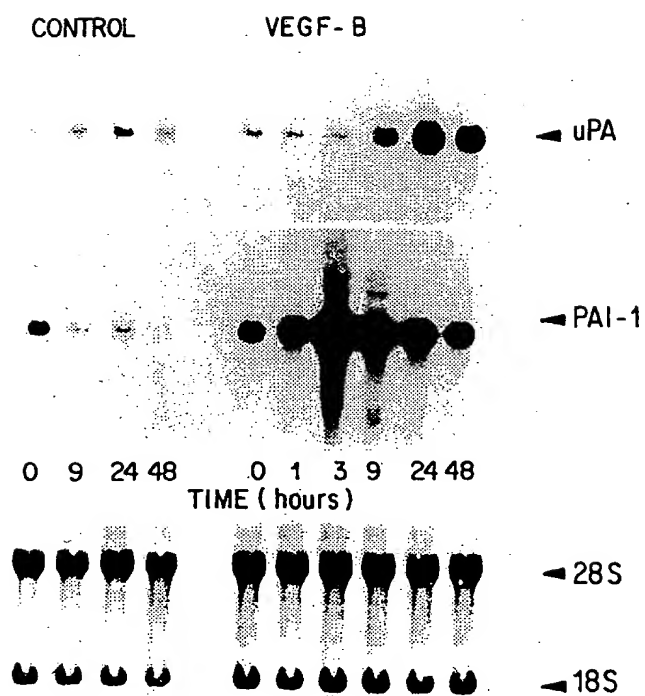 CONTROL VEGF-B
uPA
PAI-1
0 9 24 48 0 1 3 9 24 48
TIME (hours)
28S
18S